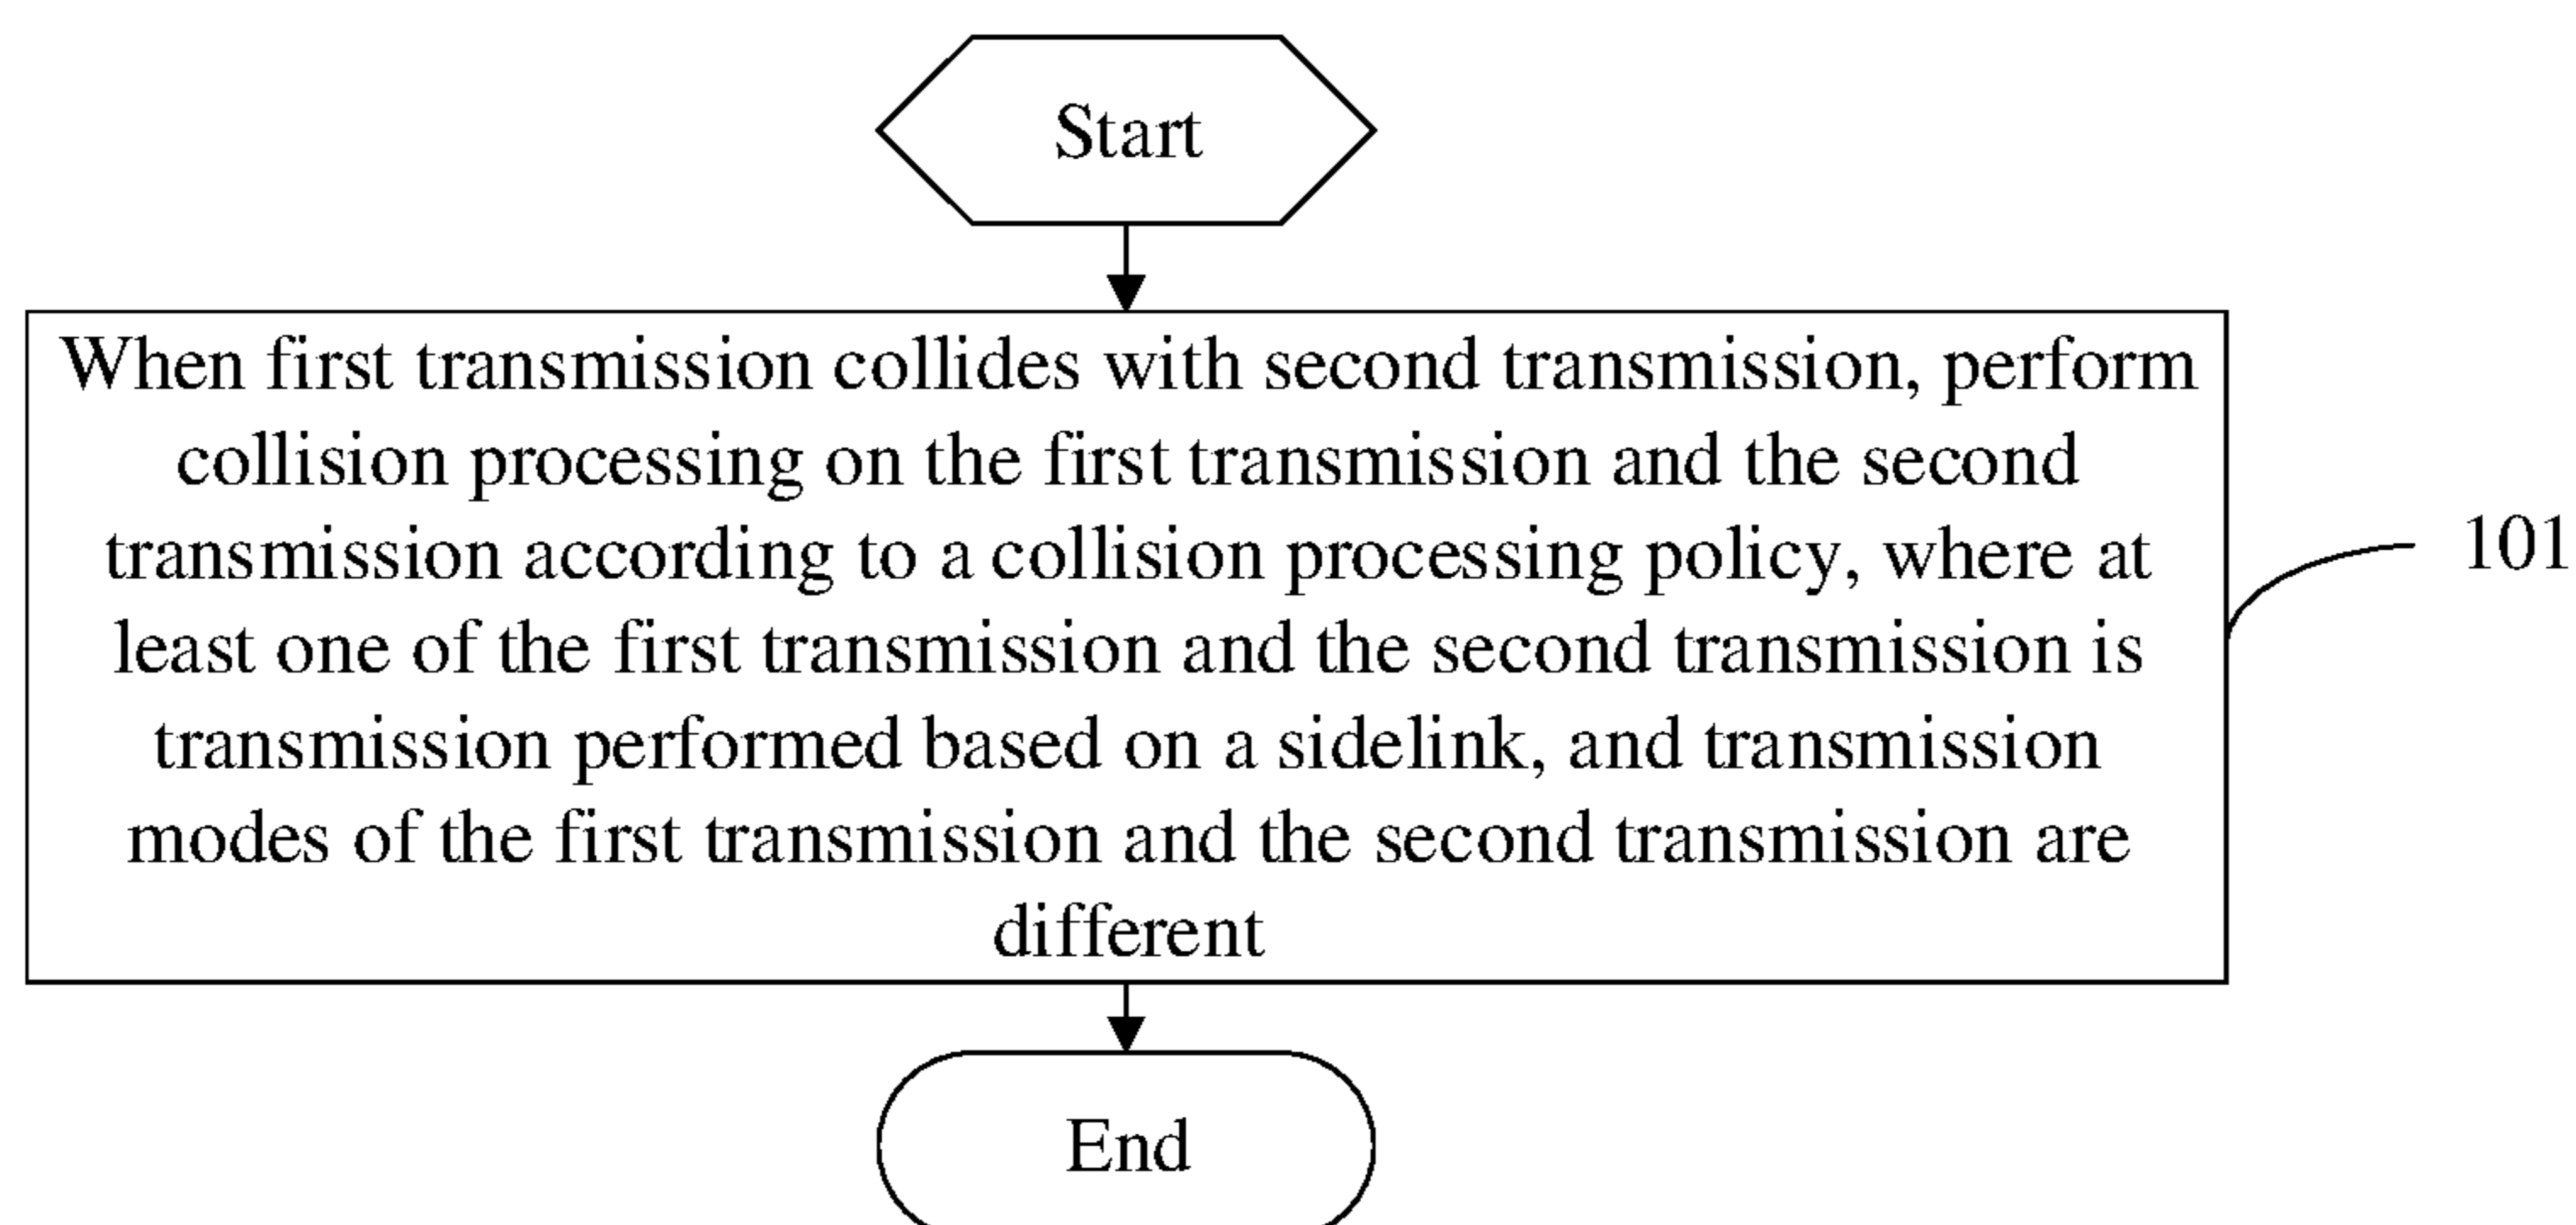 Start
When first transmission collides with second transmission, perform
collision processing on the first transmission and the second
transmission according to a collision processing policy, where at
least one of the first transmission and the second transmission is
transmission performed based on a sidelink, and transmission
modes of the first transmission and the second transmission are
different
101
End